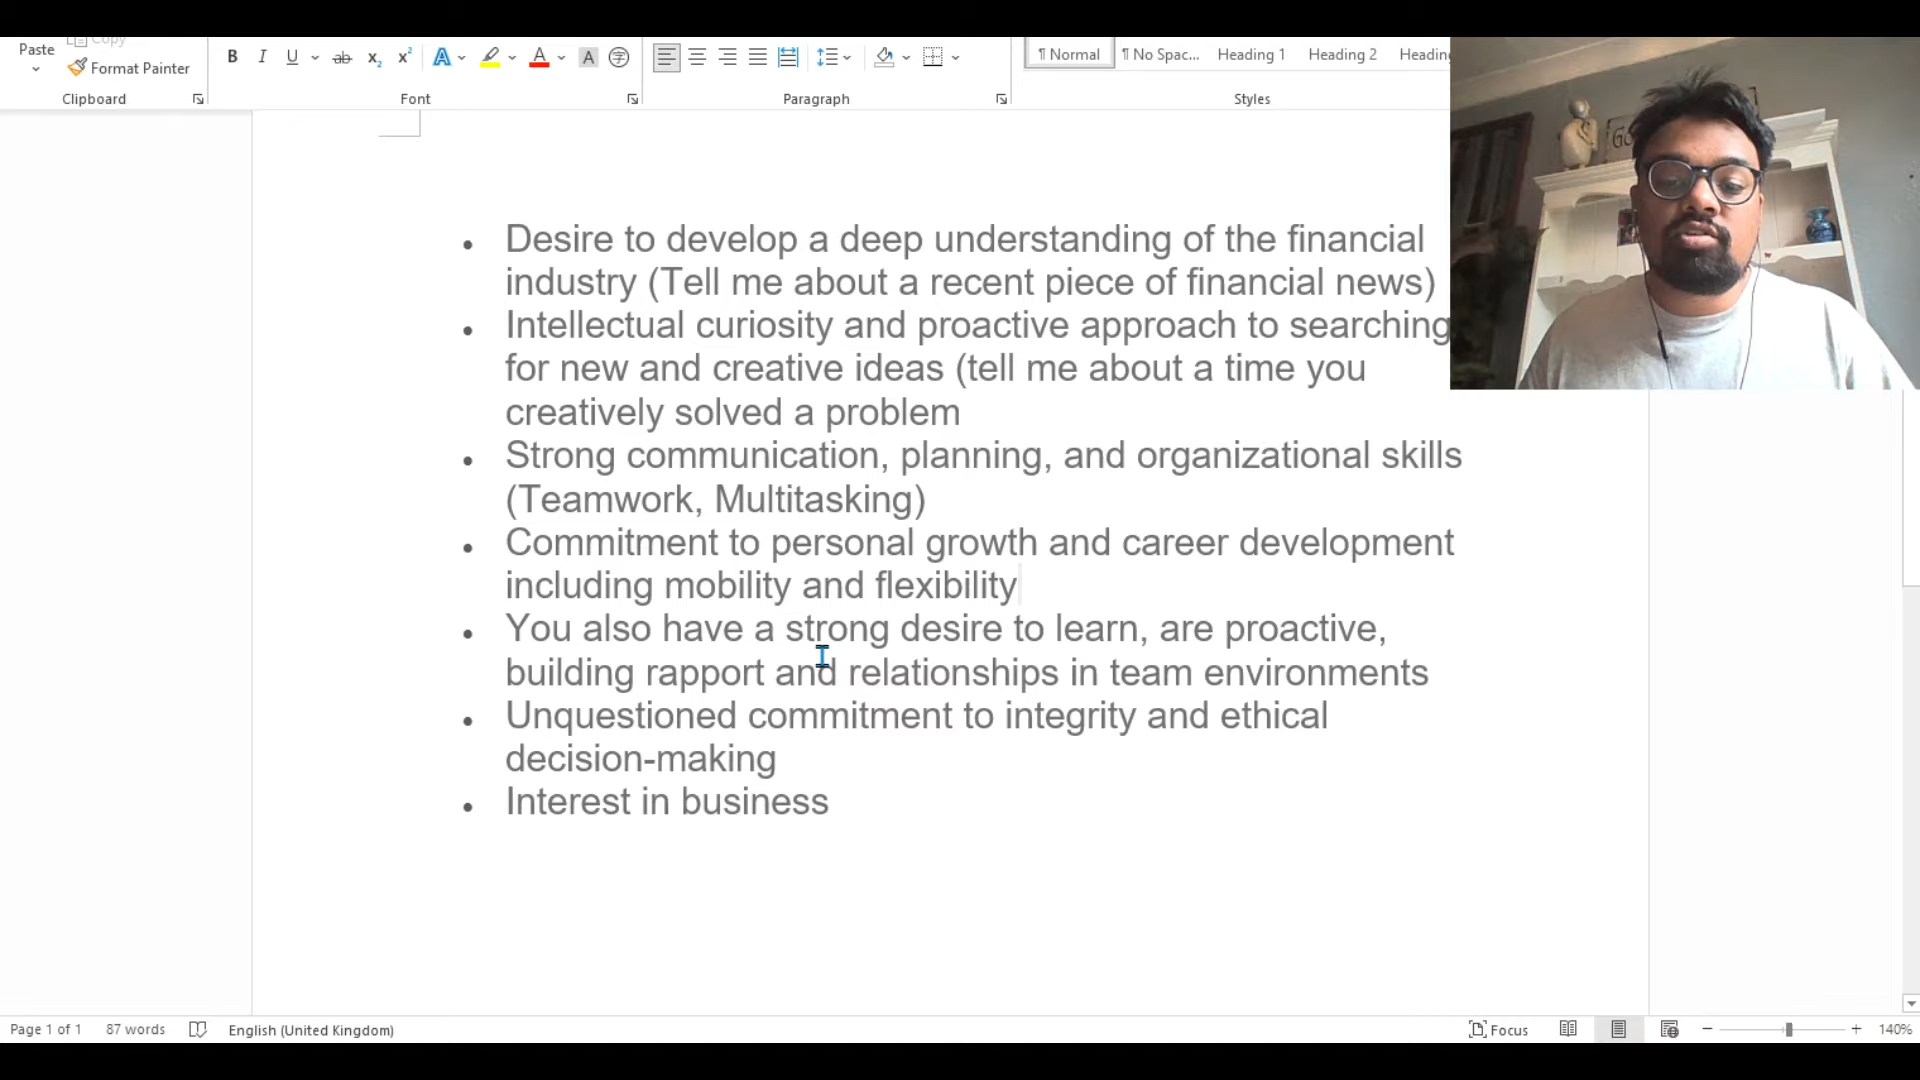 Copy
Paste
Format Painter
B I U ab x₂ x² A A A
Clipboard
Font
Paragraph
¶ Normal
¶ No Spac...
Heading 1
Heading 2
Heading
Styles
Desire to develop a deep understanding of the financial
industry (Tell me about a recent piece of financial news)
Intellectual curiosity and proactive approach to searching
for new and creative ideas (tell me about a time you
creatively solved a problem
Strong communication, planning, and organizational skills
(Teamwork, Multitasking)
Commitment to personal growth and career development
including mobility and flexibility
You also have a strong desire to learn, are proactive,
building rapport and relationships in team environments
Unquestioned commitment to integrity and ethical
decision-making
Interest in business
Page 1 of 1
87 words
English (United Kingdom)
Focus
140%